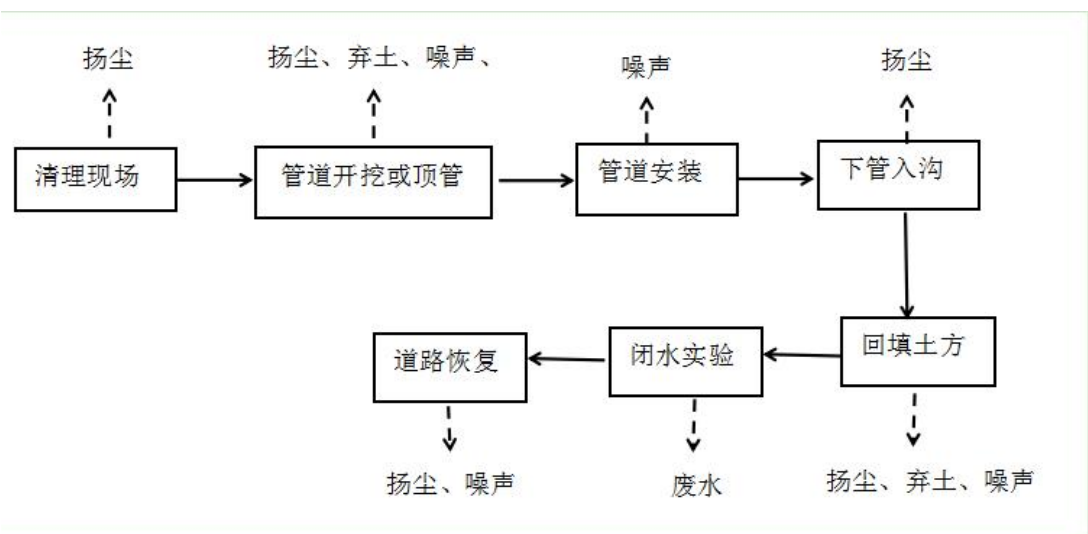 扬尘
扬尘、弃土、噪声、
噪声
扬尘
清理现场
管道开挖或顶管
管道安装
下管入沟
道路恢复
闭水实验
回填土方
扬尘、噪声
废水
扬尘、弃土、噪声